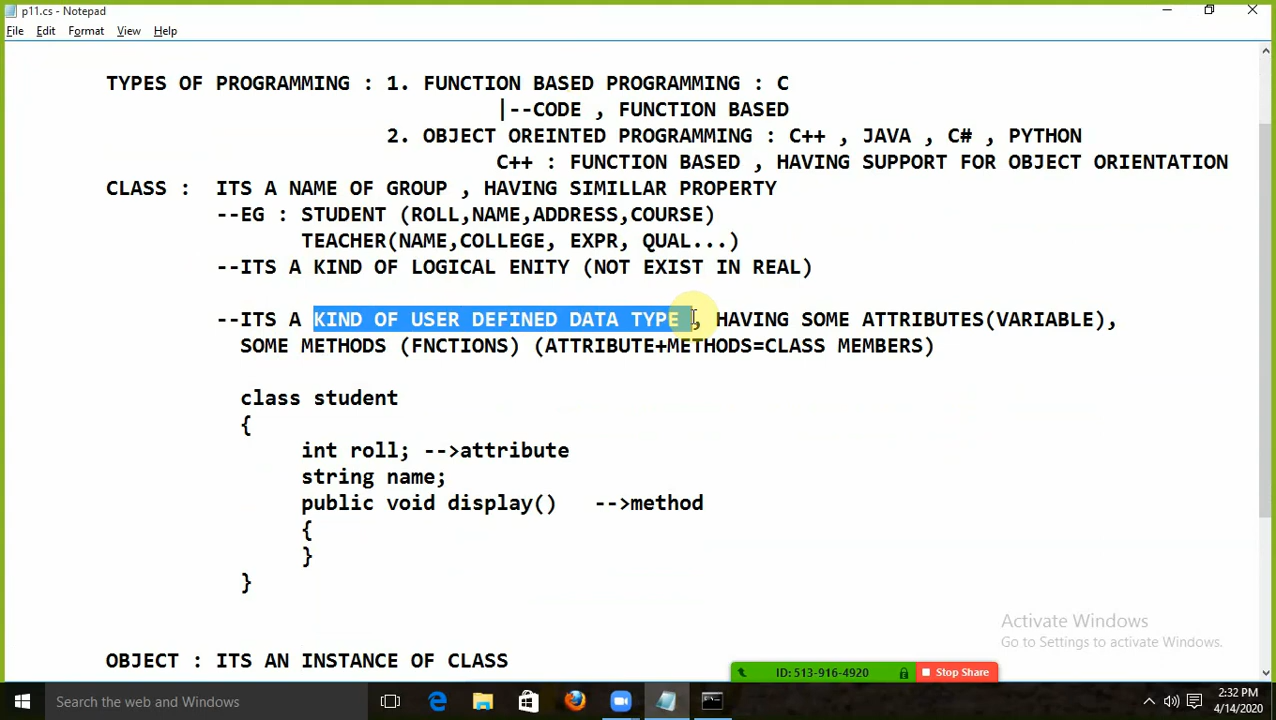 p11.cs - Notepad
File Edit Format View Help
TYPES OF PROGRAMMING : 1. FUNCTION BASED PROGRAMMING : C
|--CODE , FUNCTION BASED
2. OBJECT OREINTED PROGRAMMING : C++ , JAVA , C# , PYTHON
C++ : FUNCTION BASED , HAVING SUPPORT FOR OBJECT ORIENTATION
CLASS : ITS A NAME OF GROUP , HAVING SIMILLAR PROPERTY
--EG : STUDENT (ROLL,NAME,ADDRESS,COURSE)
TEACHER(NAME,COLLEGE, EXPR, QUAL...)
--ITS A KIND OF LOGICAL ENITY (NOT EXIST IN REAL)
--ITS A KIND OF USER DEFINED DATA TYPE , HAVING SOME ATTRIBUTES(VARIABLE),
SOME METHODS (FNCTIONS) (ATTRIBUTE+METHODS=CLASS MEMBERS)
class student
{
int roll; -->attribute
string name;
public void display() -->method
{
}
}
Activate Windows
Go to Settings to activate Windows.
OBJECT : ITS AN INSTANCE OF CLASS
ID: 513-916-4920 Stop Share
Search the web and Windows
2:32 PM
4/14/2020